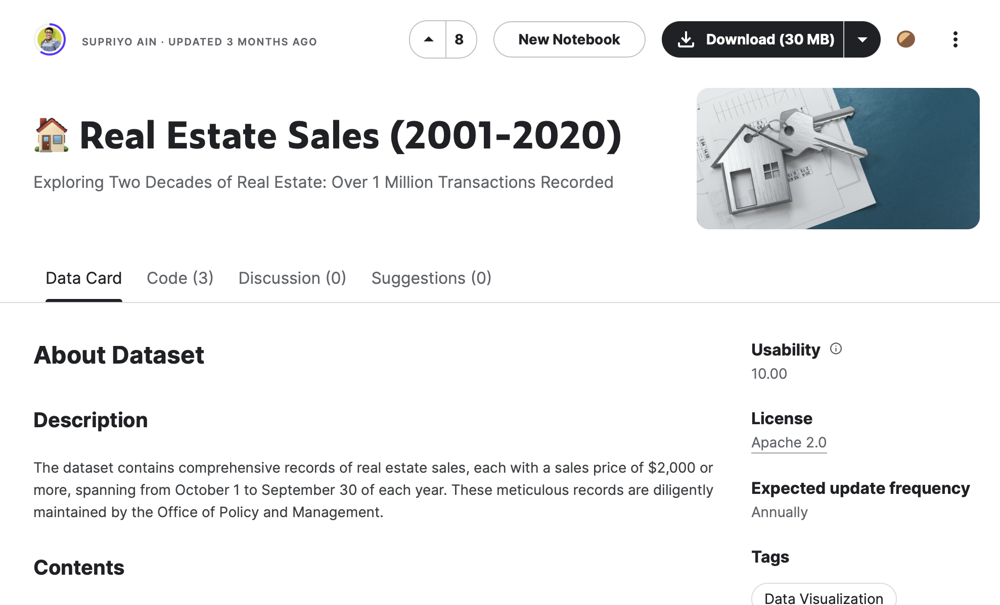 SUPRIYO AIN · UPDATED 3 MONTHS AGO
8
New Notebook
Download (30 MB)
Real Estate Sales (2001-2020)
Exploring Two Decades of Real Estate: Over 1 Million Transactions Recorded
Data Card
Code (3)
Discussion (0)
Suggestions (0)
About Dataset
Description
The dataset contains comprehensive records of real estate sales, each with a sales price of $2,000 or
more, spanning from October 1 to September 30 of each year. These meticulous records are diligently
maintained by the Office of Policy and Management.
Contents
Usability
10.00
License
Apache 2.0
Expected update frequency
Annually
Tags
Data Visualization